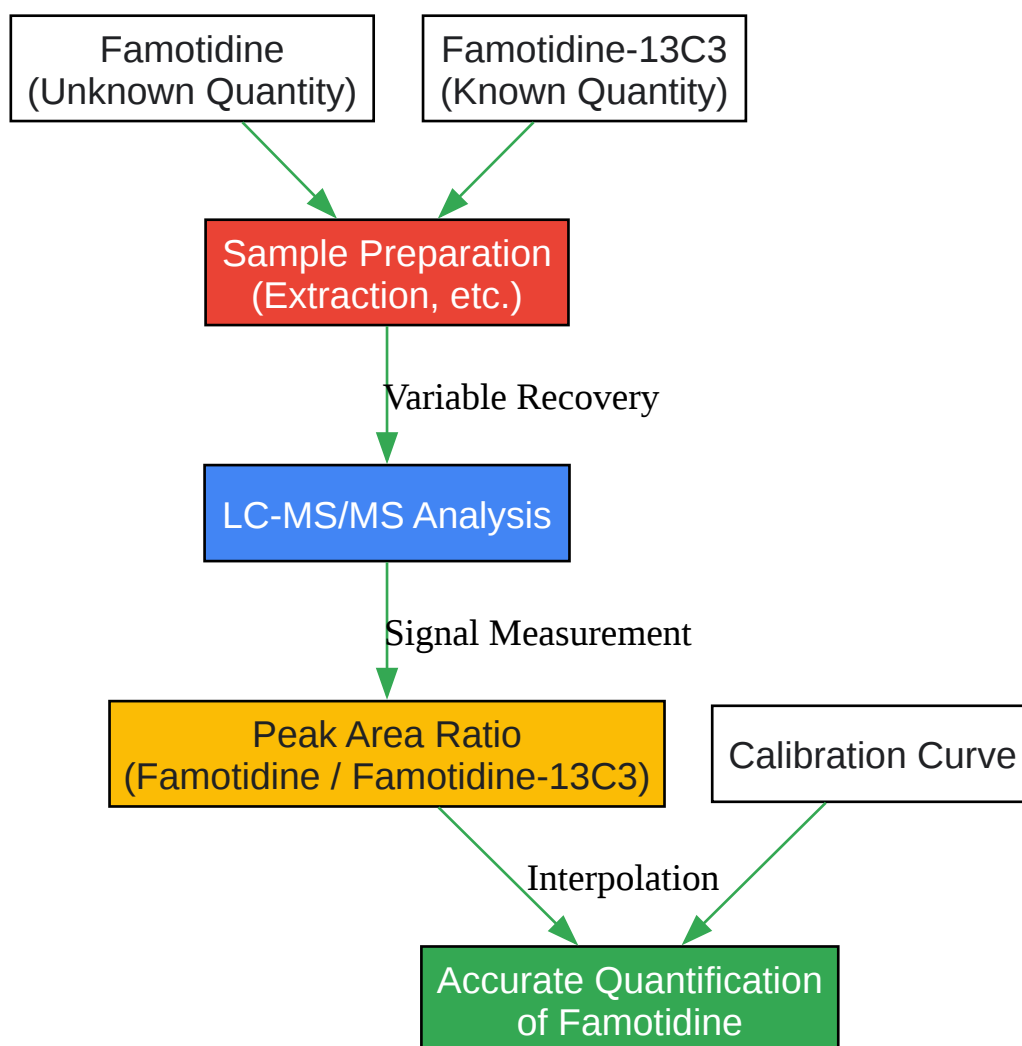 Famotidine
(Unknown Quantity)
Famotidine-13C3
(Known Quantity)
Sample Preparation
(Extraction, etc.)
Variable Recovery
LC-MS/MS Analysis
Signal Measurement
Peak Area Ratio
(Famotidine / Famotidine-13C3)
Calibration Curve
Interpolation
Accurate Quantification
of Famotidine